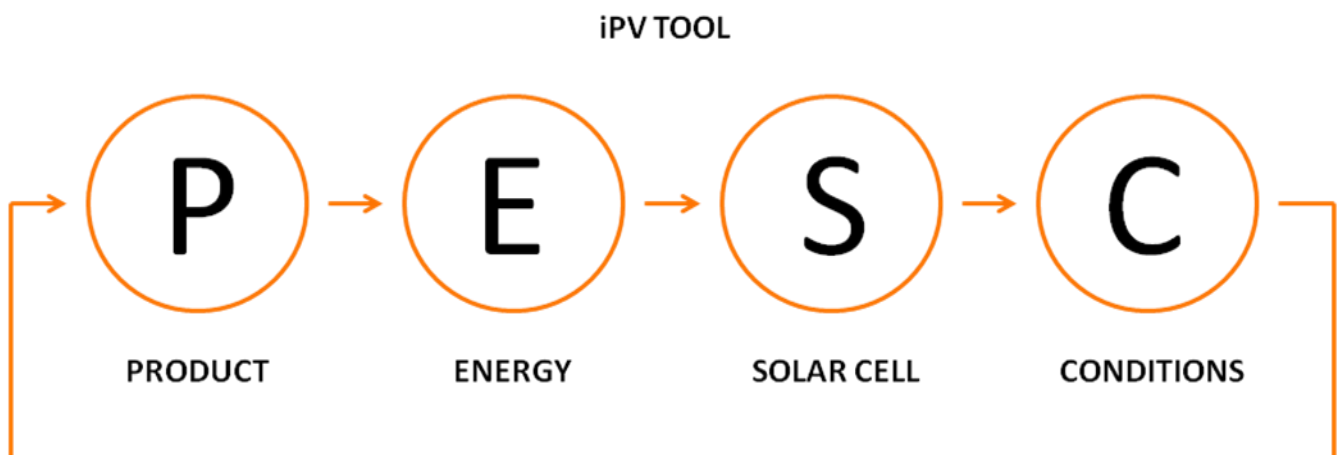 iPV TOOL
P E S C
PRODUCT ENERGY SOLAR CELL CONDITIONS